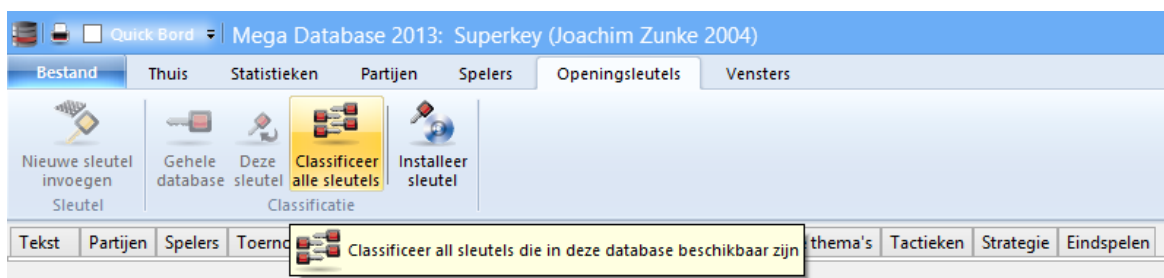 Quick Bord Mega Database 2013: Superkey (Joachim Zunke 2004)
Bestand Thuis Statistieken Partijen Spelers Openingsleutels Vensters
Nieuwe sleutel Gehele Deze Classificeer Installeer
invoegen database sleutel alle sleutels sleutel
Sleutel Classificatie
Tekst Partijen Spelers thema's Tactieken Strategie Eindspelen
Classificeer all sleutels die in deze database beschikbaar zijn